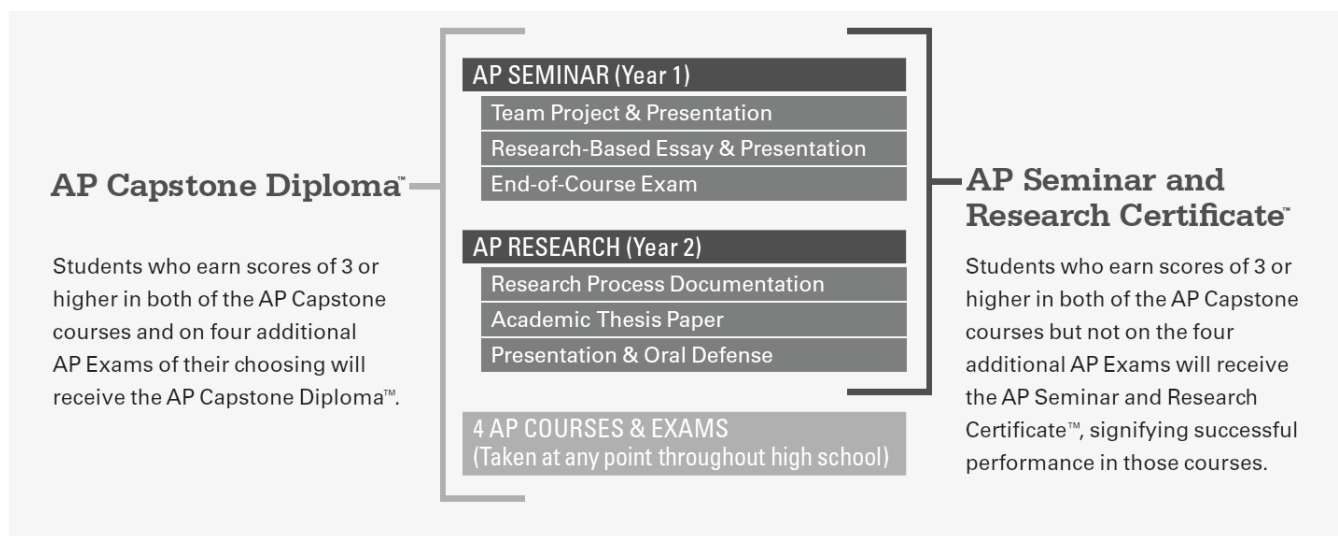 AP Capstone Diploma™
Students who earn scores of 3 or
higher in both of the AP Capstone
courses and on four additional
AP Exams of their choosing will
receive the AP Capstone Diploma™.
AP SEMINAR (Year 1)
Team Project & Presentation
Research-Based Essay & Presentation
End-of-Course Exam
AP RESEARCH (Year 2)
Research Process Documentation
Academic Thesis Paper
Presentation & Oral Defense
4 AP COURSES & EXAMS
(Taken at any point throughout high school)
AP Seminar and
Research Certificate™
Students who earn scores of 3 or
higher in both of the AP Capstone
courses but not on the four
additional AP Exams will receive
the AP Seminar and Research
Certificate™, signifying successful
performance in those courses.